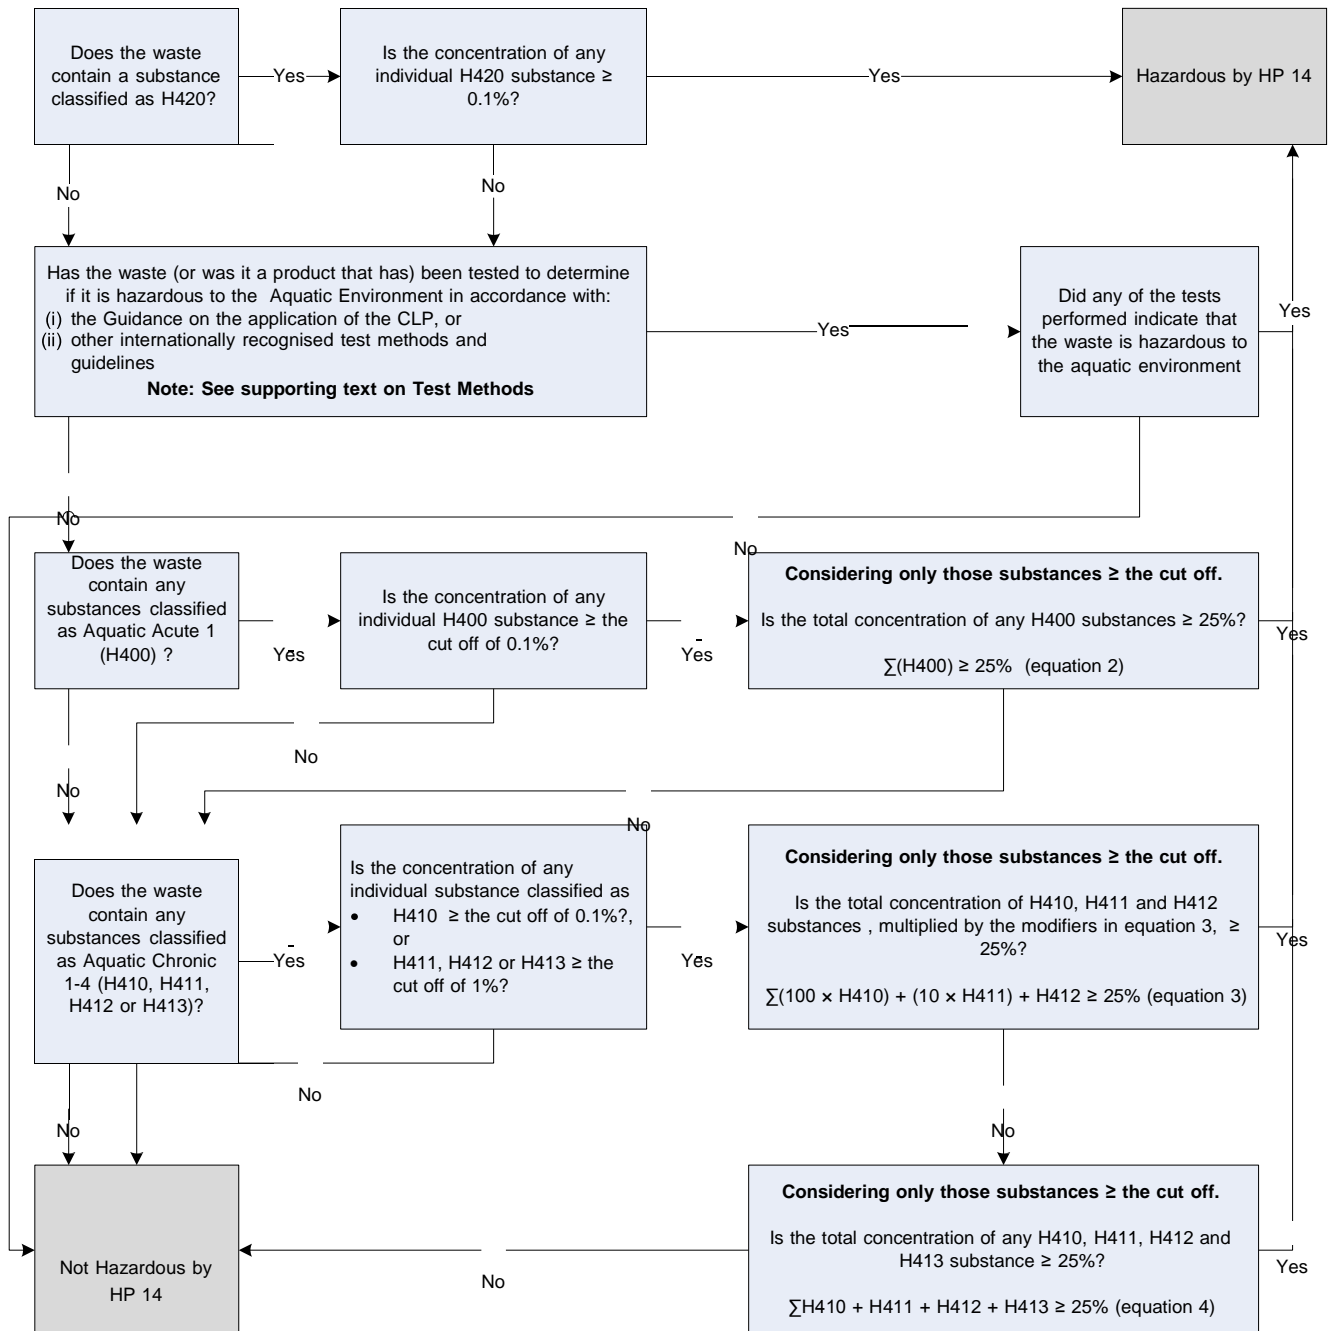 Does the waste
contain a substance
classified as H420?
Yes
Is the concentration of any
individual H420 substance ≥
0.1%?
Yes
Hazardous by HP 14
No
No
Has the waste (or was it a product that has) been tested to determine
if it is hazardous to the Aquatic Environment in accordance with:
(i) the Guidance on the application of the CLP, or
(ii) other internationally recognised test methods and
guidelines
Note: See supporting text on Test Methods
Yes
Did any of the tests
performed indicate that
the waste is hazardous to
the aquatic environment
Yes
No
No
Does the waste
contain any
substances classified
as Aquatic Acute 1
(H400) ?
Yes
Is the concentration of any
individual H400 substance ≥ the
cut off of 0.1%?
Yes
Considering only those substances ≥ the cut off.
Is the total concentration of any H400 substances ≥ 25%?
∑(H400) ≥ 25% (equation 2)
Yes
No
No
No
Does the waste
contain any
substances classified
as Aquatic Chronic
1-4 (H410, H411,
H412 or H413)?
Yes
Is the concentration of any
individual substance classified as
• H410 ≥ the cut off of 0.1%?,
or
• H411, H412 or H413 ≥ the
cut off of 1%?
Yes
Considering only those substances ≥ the cut off.
Is the total concentration of H410, H411 and H412
substances , multiplied by the modifiers in equation 3, ≥
25%?
∑(100 × H410) + (10 × H411) + H412 ≥ 25% (equation 3)
Yes
No
No
No
Not Hazardous by
HP 14
No
Considering only those substances ≥ the cut off.
Is the total concentration of any H410, H411, H412 and
H413 substance ≥ 25%?
∑H410 + H411 + H412 + H413 ≥ 25% (equation 4)
Yes